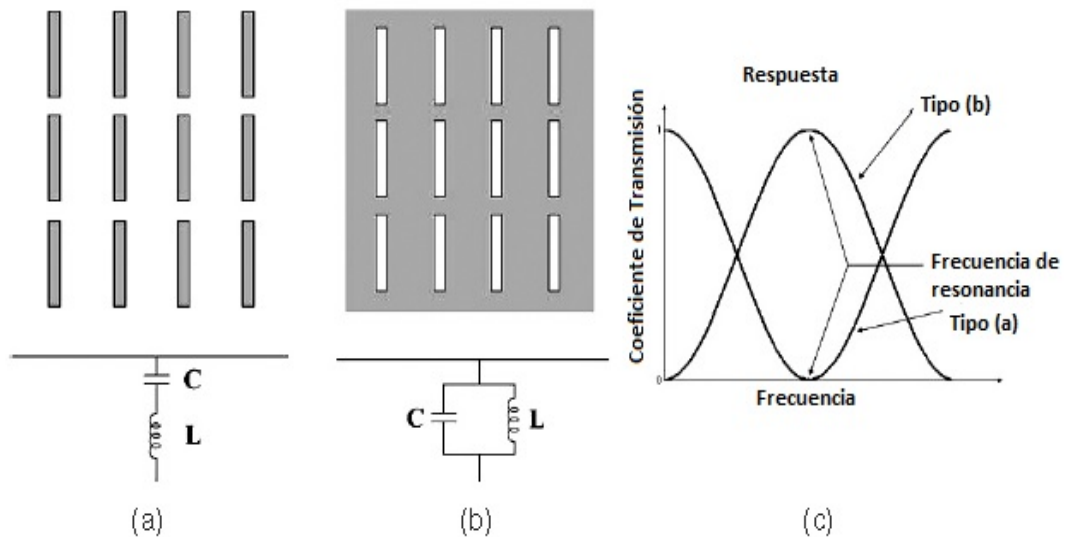 Respuesta
Tipo (b)
1
Coeficiente de Transmisión
Frecuencia de
resonancia
Tipo (a)
0
Frecuencia
C
L
C
L
(a)
(b)
(c)